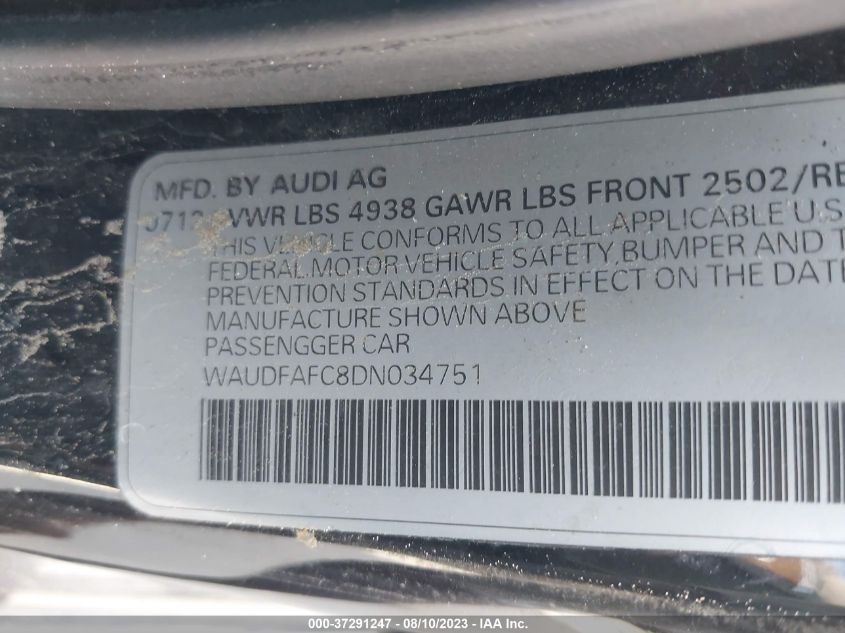 MFD. BY AUDI AG
VWR LBS 4938 GAWR LBS FRONT 2502/RE
THIS VEHICLE CONFORMS TO ALL APPLICABLE U.S
FEDERAL MOTOR VEHICLE SAFETY, BUMPER AND T
PREVENTION STANDARDS IN EFFECT ON THE DATE
MANUFACTURE SHOWN ABOVE
PASSENGGER CAR
WAUDFAFC8DN034751
000-37291247 - 08/10/2023 - IAA Inc.